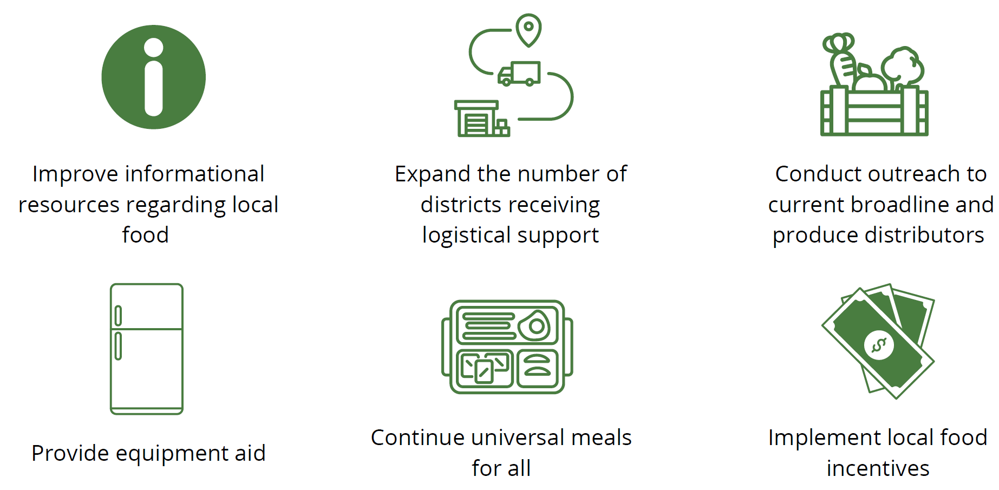 Improve informational
resources regarding local
food
Expand the number of
districts receiving
logistical support
Conduct outreach to
current broadline and
produce distributors
$
Provide equipment aid
Continue universal meals
for all
Implement local food
incentives